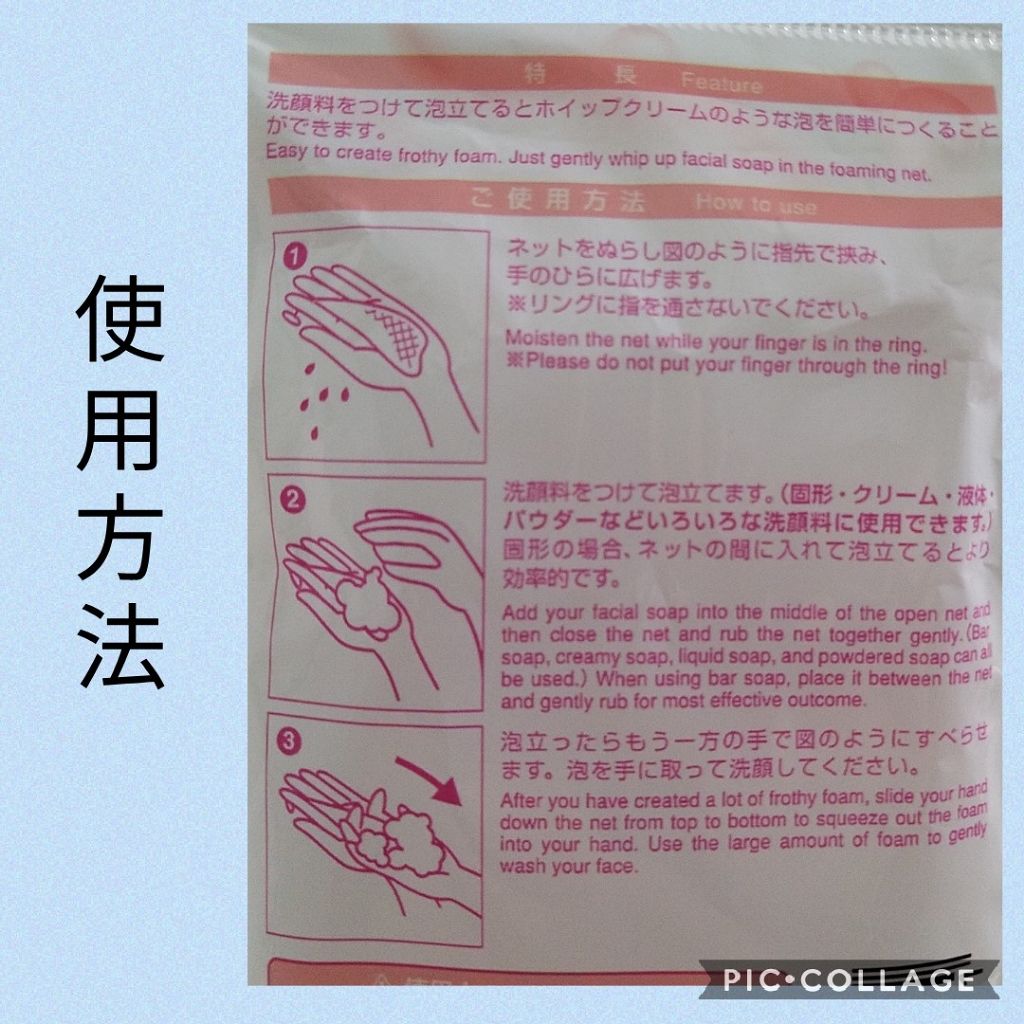 使用方法
特長 Feature
洗顔料をつけて泡立てるとホイップクリームのような泡を簡単につくること
ができます。
Easy to create frothy foam. Just gently whip up facial soap in the foaming net.
ご使用方法 How to use
1
ネットをぬらし図のように指先で挟み、
手のひらに広げます。
※リングに指を通さないでください。
Moisten the net while your finger is in the ring.
※Please do not put your finger through the ring!
2
洗顔料をつけて泡立てます。(固形・クリーム・液体・
パウダーなどいろいろな洗顔料に使用できます。)
固形の場合、ネットの間に入れて泡立てるとより
効率的です。
Add your facial soap into the middle of the open net and
then close the net and rub the net together gently. (Bar
soap, creamy soap, liquid soap, and powdered soap can all
be used.) When using bar soap, place it between the net
and gently rub for most effective outcome.
3
泡立ったらもう一方の手で図のようにすべらせ
ます。泡を手に取って洗顔してください。
After you have created a lot of frothy foam, slide your hand
down the net from top to bottom to squeeze out the foam
into your hand. Use the large amount of foam to gently
wash your face.
PIC•COLLAGE